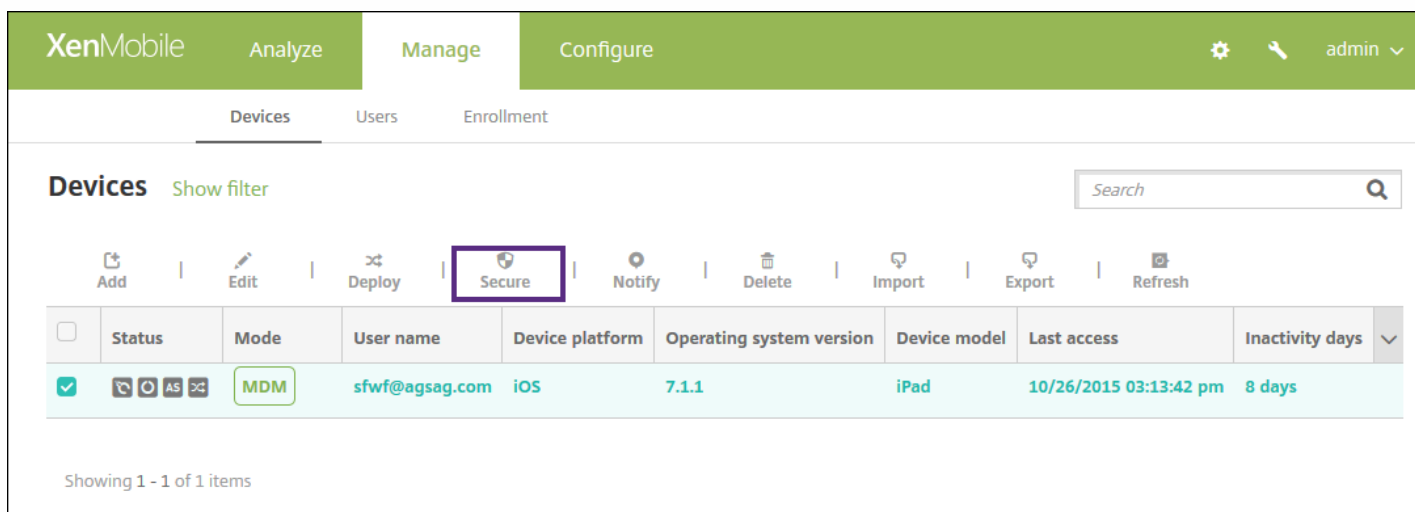 XenMobile Analyze Manage Configure admin
Devices Users Enrollment
Devices Show filter Search
Add | Edit | Deploy | Secure | Notify | Delete | Import | Export | Refresh
Status Mode User name Device platform Operating system version Device model Last access Inactivity days
AS MDM sfwf@agsag.com iOS 7.1.1 iPad 10/26/2015 03:13:42 pm 8 days
Showing 1 - 1 of 1 items